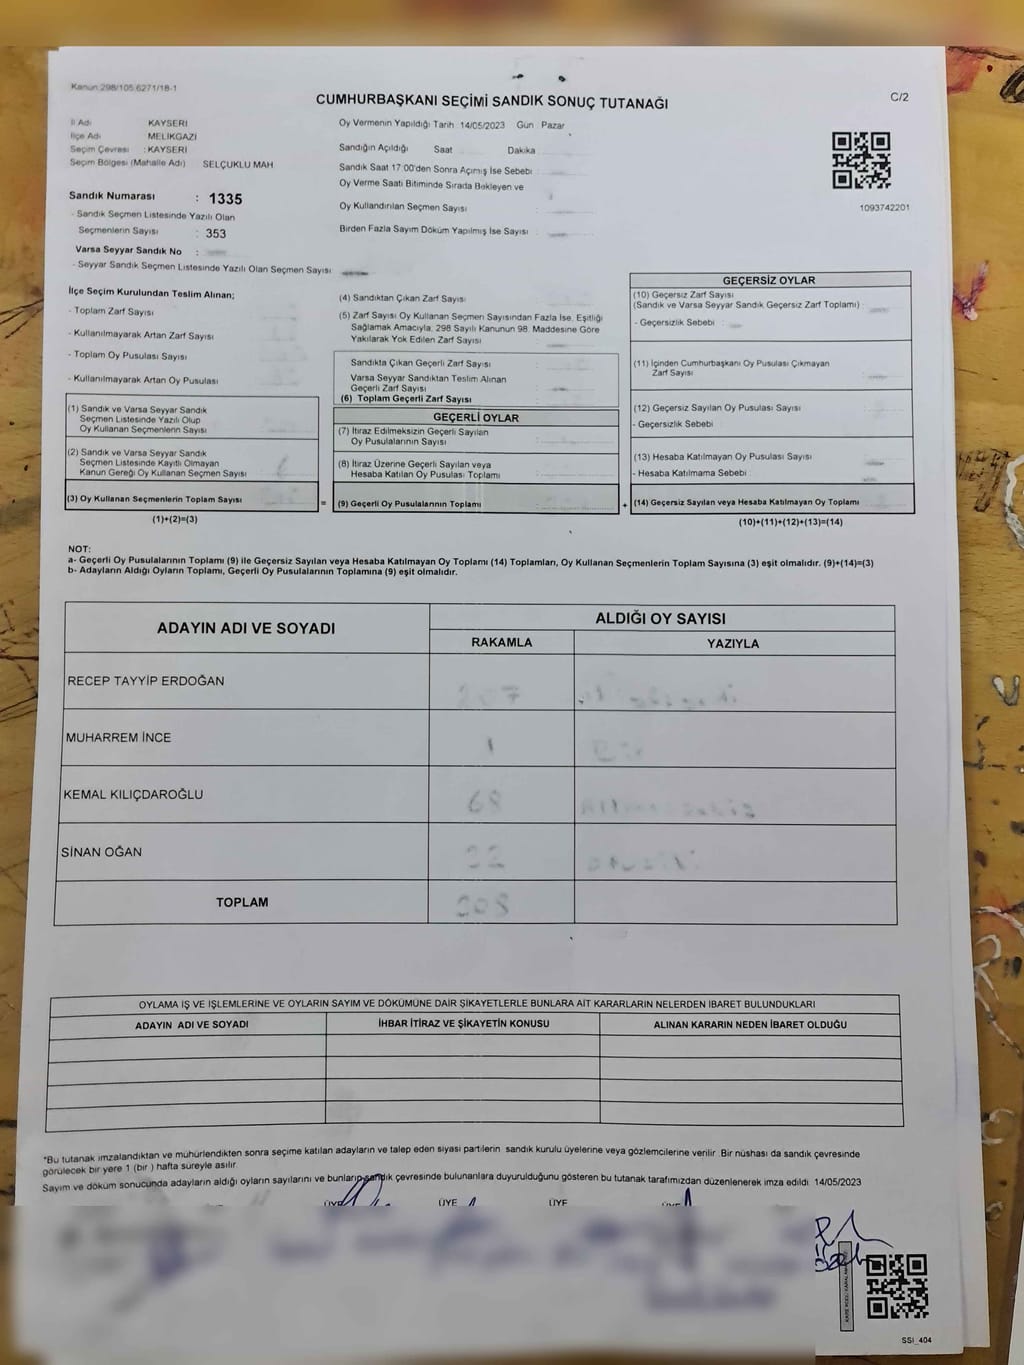 Kanun:298/105.6271/18-1
CUMHURBAŞKANI SEÇİMİ SANDIK SONUÇ TUTANAĞI
C/2
İl Adı KAYSERİ
İlçe Adı MELİKGAZİ
Seçim Çevresi : KAYSERİ
Seçim Bölgesi (Mahalle Adı) SELÇUKLU MAH.
Sandık Numarası : 1335
- Sandık Seçmen Listesinde Yazılı Olan
Seçmenlerin Sayısı : 353
Varsa Seyyar Sandık No :
- Seyyar Sandık Seçmen Listesinde Yazılı Olan Seçmen Sayısı
Oy Vermenin Yapıldığı Tarih 14/05/2023 Gün Pazar
Sandığın Açıldığı Saat Dakika
Sandık Saat 17:00'den Sonra Açılmış İse Sebebi :
Oy Verme Saati Bitiminde Sırada Bekleyen ve
Oy Kullandırılan Seçmen Sayısı :
Birden Fazla Sayım Döküm Yapılmış İse Sayısı :
1093742201
İlçe Seçim Kurulundan Teslim Alınan;
- Toplam Zarf Sayısı
- Kullanılmayarak Artan Zarf Sayısı
- Toplam Oy Pusulası Sayısı
- Kullanılmayarak Artan Oy Pusulası
(1) Sandık ve Varsa Seyyar Sandık
Seçmen Listesinde Yazılı Olup
Oy Kullanan Seçmenlerin Sayısı
(2) Sandık ve Varsa Seyyar Sandık
Seçmen Listesinde Kayıtlı Olmayan
Kanun Gereği Oy Kullanan Seçmen Sayısı
(3) Oy Kullanan Seçmenlerin Toplam Sayısı
(1)+(2)=(3)
(4) Sandıktan Çıkan Zarf Sayısı
(5) Zarf Sayısı Oy Kullanan Seçmen Sayısından Fazla İse, Eşitliği
Sağlamak Amacıyla, 298 Sayılı Kanunun 98. Maddesine Göre
Yakılarak Yok Edilen Zarf Sayısı
Sandıkta Çıkan Geçerli Zarf Sayısı
Varsa Seyyar Sandıktan Teslim Alınan
Geçerli Zarf Sayısı
(6) Toplam Geçerli Zarf Sayısı
GEÇERLİ OYLAR
(7) İtiraz Edilmeksizin Geçerli Sayılan
Oy Pusulalarının Sayısı
(8) İtiraz Üzerine Geçerli Sayılan veya
Hesaba Katılan Oy Pusulası Toplamı
= (9) Geçerli Oy Pusulalarının Toplamı
GEÇERSİZ OYLAR
(10) Geçersiz Zarf Sayısı
(Sandık ve Varsa Seyyar Sandık Geçersiz Zarf Toplamı) :
- Geçersizlik Sebebi :
(11) İçinden Cumhurbaşkanı Oy Pusulası Çıkmayan
Zarf Sayısı
(12) Geçersiz Sayılan Oy Pusulası Sayısı
- Geçersizlik Sebebi
(13) Hesaba Katılmayan Oy Pusulası Sayısı
- Hesaba Katılmama Sebebi :
+ (14) Geçersiz Sayılan veya Hesaba Katılmayan Oy Toplamı
(10)+(11)+(12)+(13)=(14)
NOT:
a- Geçerli Oy Pusulalarının Toplamı (9) ile Geçersiz Sayılan veya Hesaba Katılmayan Oy Toplamı (14) Toplamları, Oy Kullanan Seçmenlerin Toplam Sayısına (3) eşit olmalıdır. (9)+(14)=(3)
b- Adayların Aldığı Oyların Toplamı, Geçerli Oy Pusulalarının Toplamına (9) eşit olmalıdır.
ADAYIN ADI VE SOYADI
ALDIĞI OY SAYISI
RAKAMLA YAZIYLA
RECEP TAYYİP ERDOĞAN 207
MUHARREM İNCE 1
KEMAL KILIÇDAROĞLU 68
SİNAN OĞAN
TOPLAM
OYLAMA İŞ VE İŞLEMLERİNE VE OYLARIN SAYIM VE DÖKÜMÜNE DAİR ŞİKAYETLERLE BUNLARA AİT KARARLARIN NELERDEN İBARET BULUNDUKLARI
ADAYIN ADI VE SOYADI İHBAR İTİRAZ VE ŞİKAYETİN KONUSU ALINAN KARARIN NEDEN İBARET OLDUĞU
*Bu tutanak imzalandıktan ve mühürlendikten sonra seçime katılan adayların ve talep eden siyasi partilerin sandık kurulu üyelerine veya gözlemcilerine verilir. Bir nüshası da sandık çevresinde
görülecek bir yere 1 (bir ) hafta süreyle asılır.
Sayım ve döküm sonucunda adayların aldığı oyların sayılarını ve bunların sandık çevresinde bulunanlara duyurulduğunu gösteren bu tutanak tarafımızdan düzenlenerek imza edildi. 14/05/2023
ÜYE ÜYE ÜYE ÜYE
SSİ_404